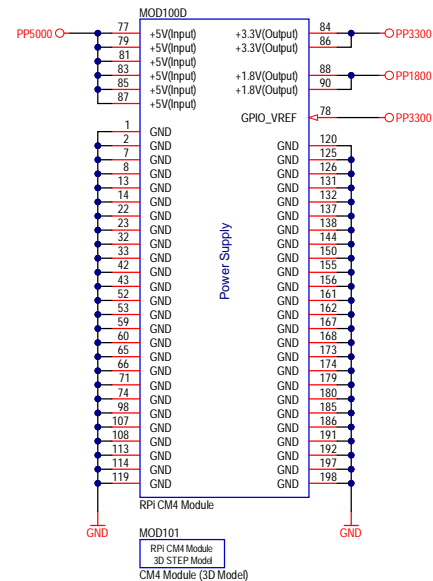 MOD100D
PP5000 77 +5V(Input) +3.3V(Output) 84 PP3300
79 +5V(Input) +3.3V(Output) 86
81 +5V(Input)
83 +5V(Input) +1.8V(Output) 88 PP1800
85 +5V(Input) +1.8V(Output) 90
87 +5V(Input)
GPIO_VREF 78 PP3300
1 GND
2 GND GND 120
7 GND GND 125
8 GND GND 126
13 GND GND 131
14 GND GND 132
22 GND GND 137
23 GND GND 138
32 GND GND 144
33 GND GND 150
42 GND GND 155
43 GND GND 156
52 GND GND 161
53 GND GND 162
59 GND GND 167
60 GND GND 168
65 GND GND 173
66 GND GND 174
71 GND GND 179
74 GND GND 180
98 GND GND 185
107 GND GND 186
108 GND GND 191
113 GND GND 192
114 GND GND 197
119 GND GND 198
Power Supply
RPi CM4 Module
GND GND
MOD101
RPi CM4 Module
3D STEP Model
CM4 Module (3D Model)